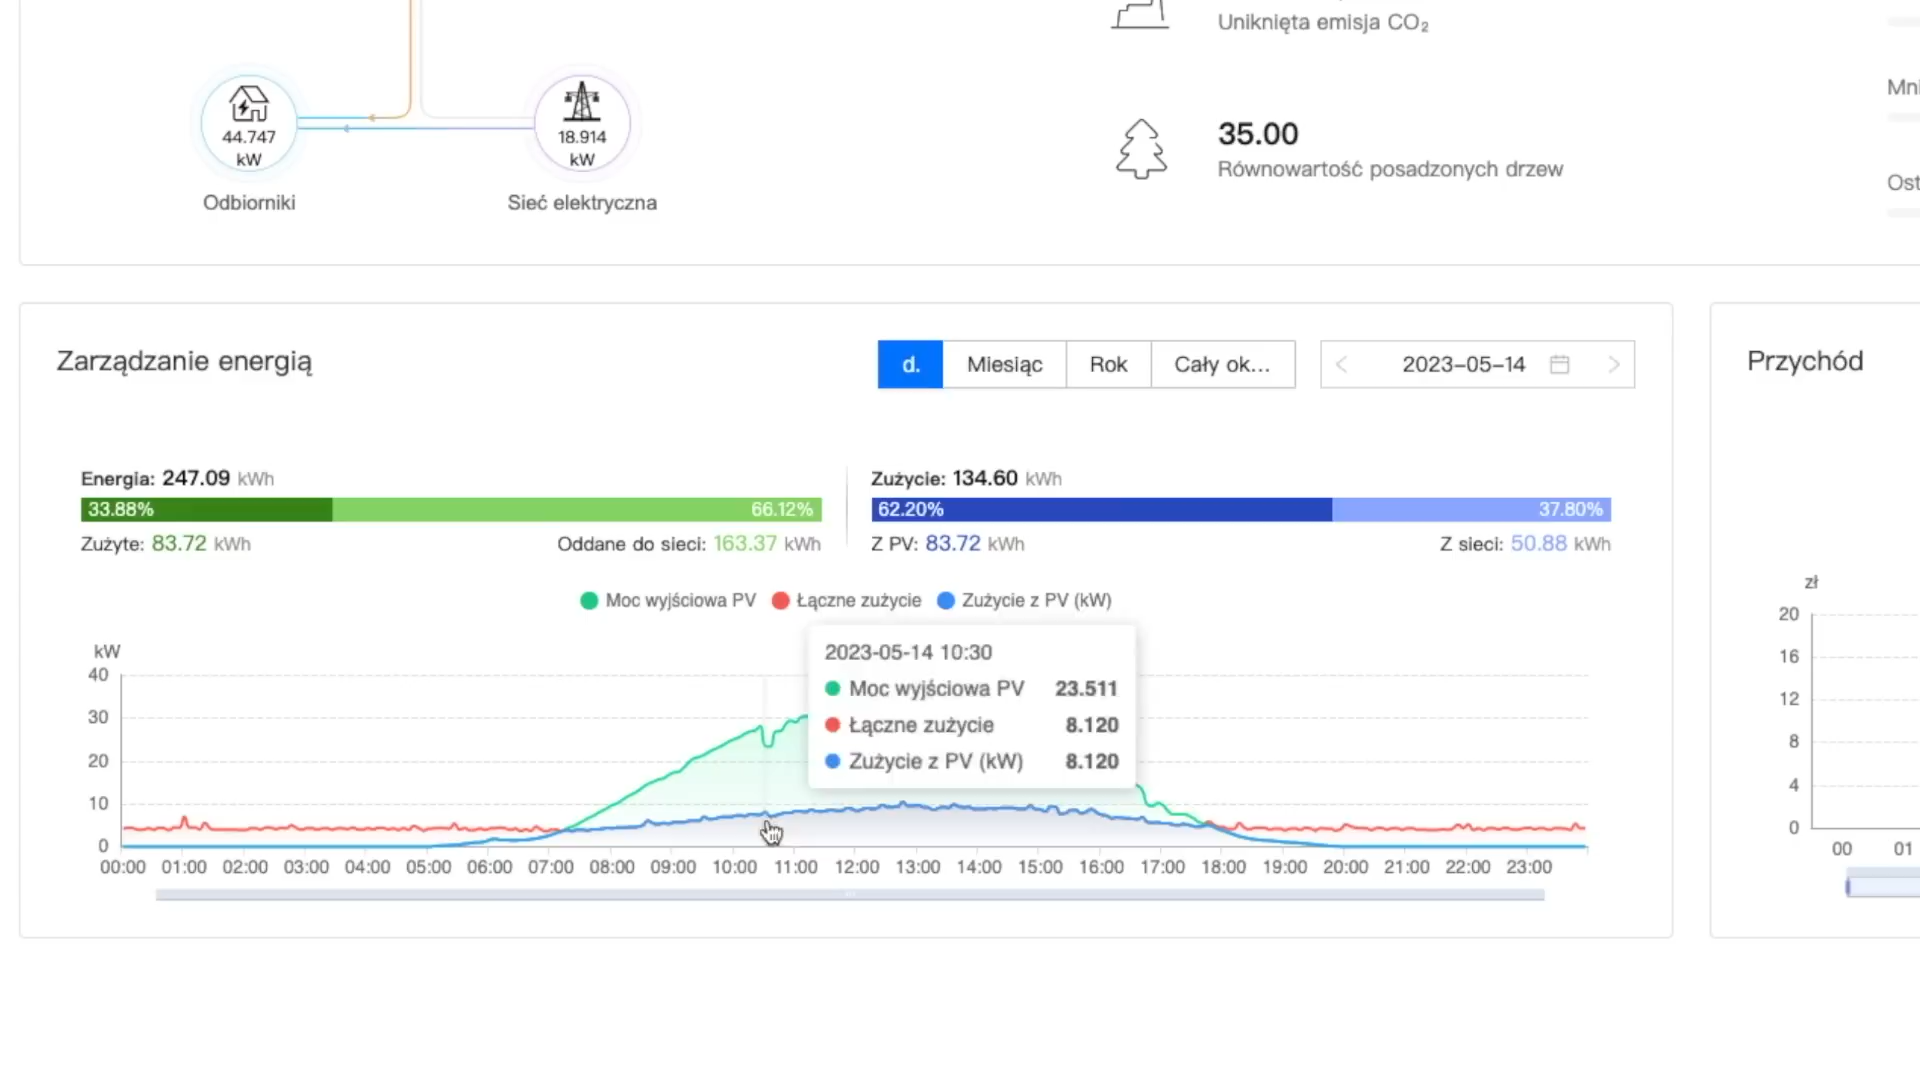 Uniknięta emisja CO₂
44.747
kW
Odbiorniki
18.914
kW
Sieć elektryczna
35.00
Równowartość posadzonych drzew
Zarządzanie energią
d.
Miesiąc
Rok
Cały ok...
2023-05-14
Energia: 247.09 kWh
33.88%
66.12%
Zużyte: 83.72 kWh
Oddane do sieci: 163.37 kWh
Zużycie: 134.60 kWh
62.20%
37.80%
Z PV: 83.72 kWh
Z sieci: 50.88 kWh
Moc wyjściowa PV
Łączne zużycie
Zużycie z PV (kW)
2023-05-14 10:30
Moc wyjściowa PV 23.511
Łączne zużycie 8.120
Zużycie z PV (kW) 8.120
kW
40
30
20
10
0
00:00 01:00 02:00 03:00 04:00 05:00 06:00 07:00 08:00 09:00 10:00 11:00 12:00 13:00 14:00 15:00 16:00 17:00 18:00 19:00 20:00 21:00 22:00 23:00
Przychód
zł
20
16
12
8
4
0
00 01